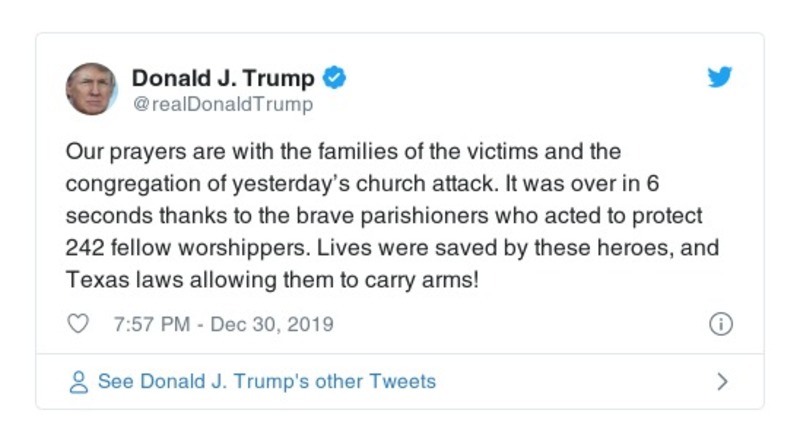 Donald J. Trump
@realDonaldTrump
Our prayers are with the families of the victims and the
congregation of yesterday’s church attack. It was over in 6
seconds thanks to the brave parishioners who acted to protect
242 fellow worshippers. Lives were saved by these heroes, and
Texas laws allowing them to carry arms!
7:57 PM - Dec 30, 2019
See Donald J. Trump's other Tweets